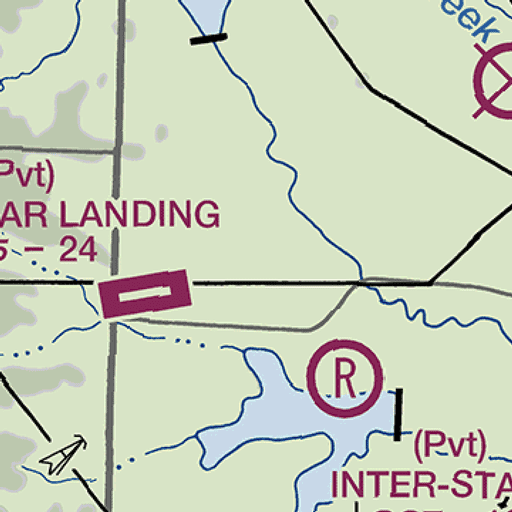 eek
Pvt)
AR LANDING
5 – 24
R
(Pvt)
INTER-STA